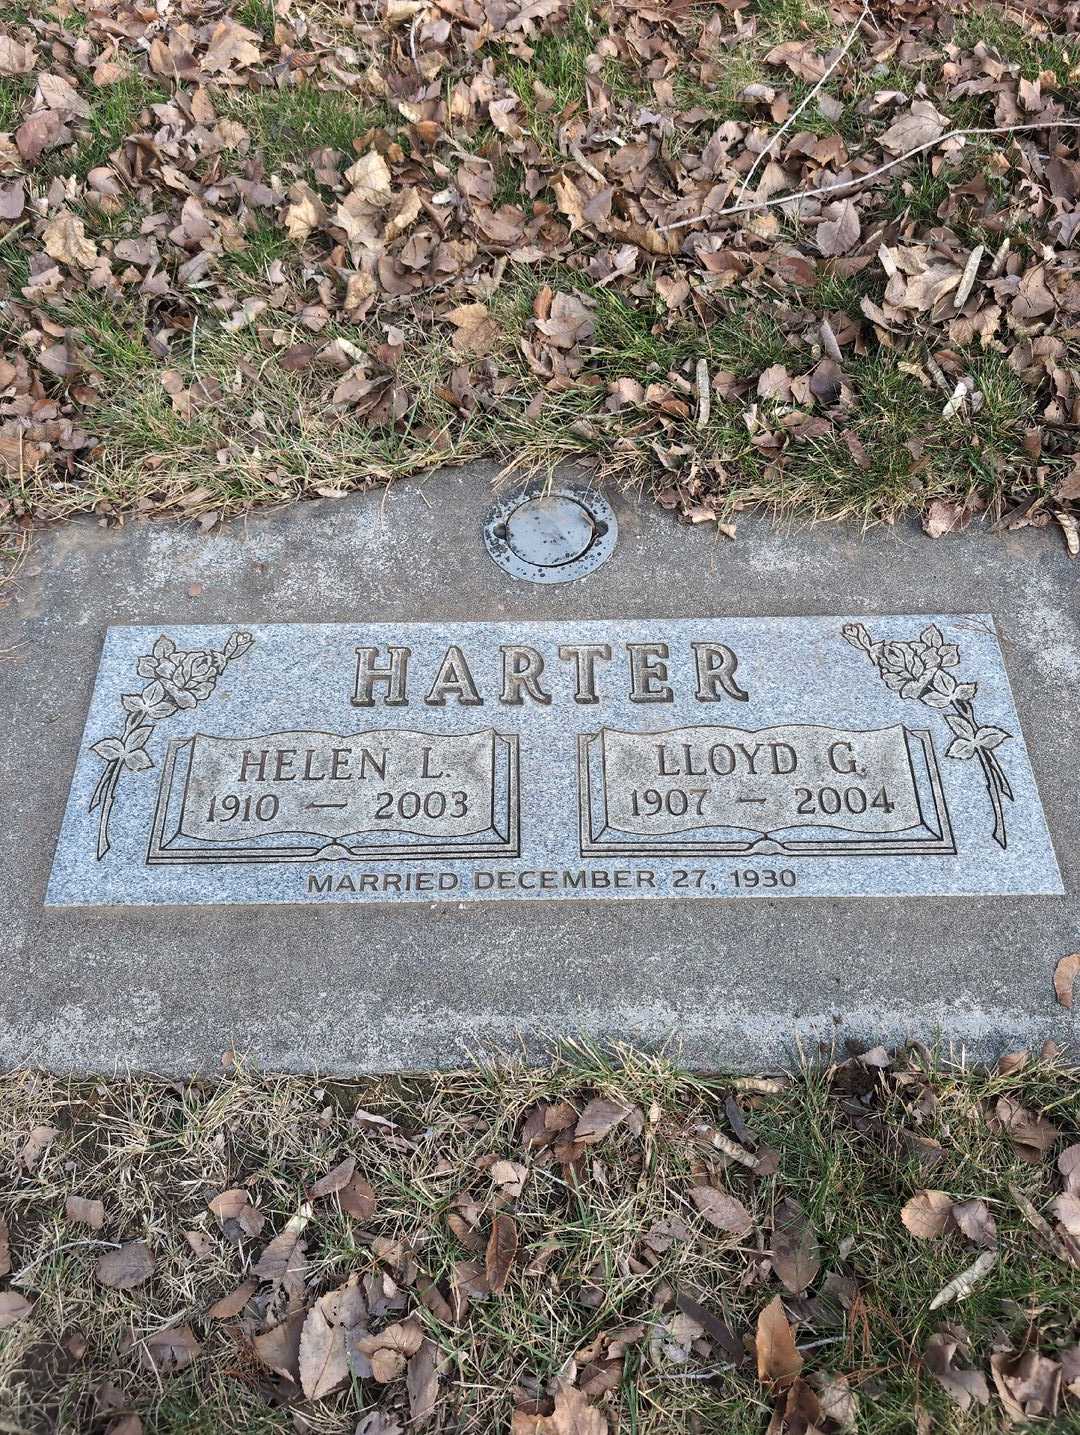 HARTER
HELEN L.
1910 — 2003
LLOYD G.
1907 — 2004
MARRIED DECEMBER 27, 1930